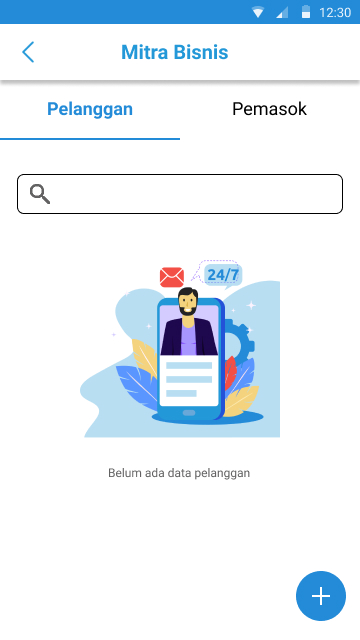 12:30
Mitra Bisnis
Pelanggan Pemasok
24/7
Belum ada data pelanggan